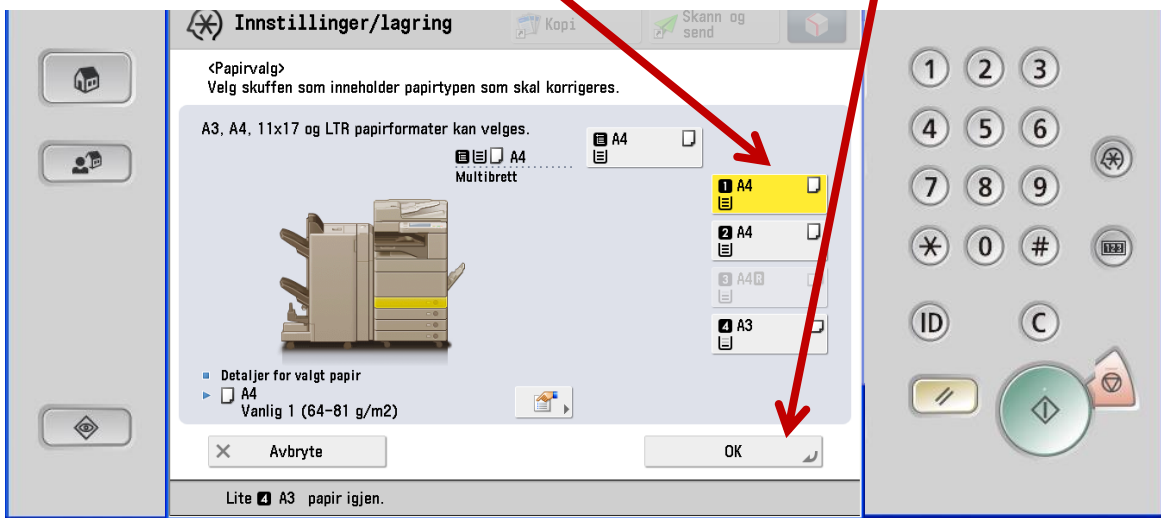 Innstillinger/lagring
Kopi
Skann og
send
<Papirvalg>
Velg skuffen som inneholder papirtypen som skal korrigeres.
A3, A4, 11x17 og LTR papirformater kan velges.
A4
Multibrett
A4
1 A4
2 A4
3 A4R
4 A3
Detaljer for valgt papir
A4
Vanlig 1 (64-81 g/m2)
Avbryte
OK
Lite 4 A3 papir igjen.
1 2 3
4 5 6
7 8 9
* 0 #
123
ID C